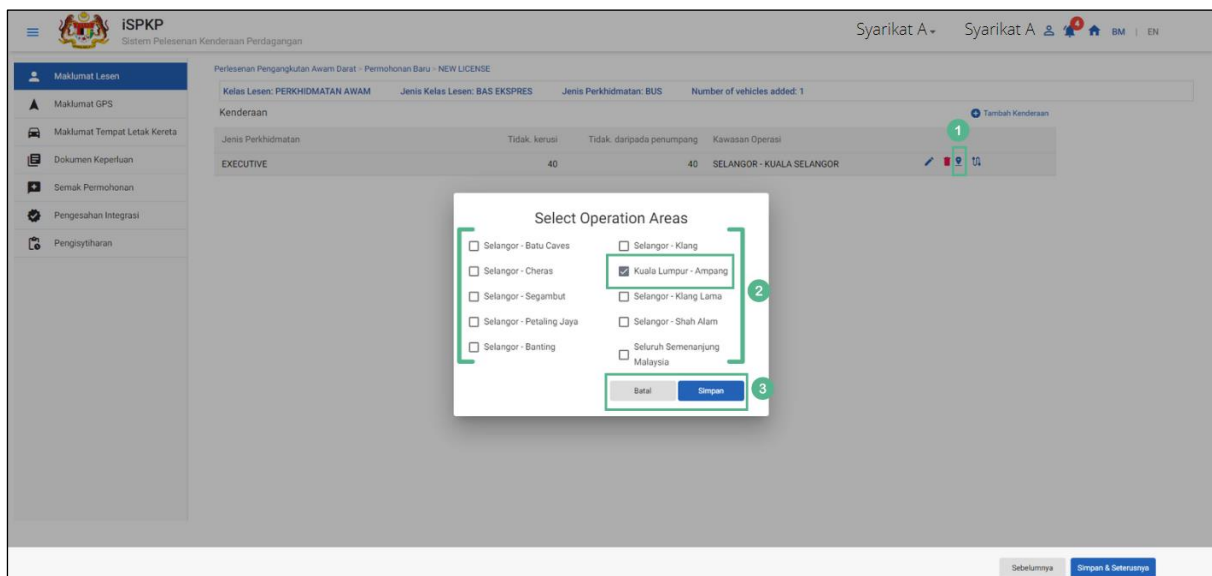 iSPKP
Sistem Pelesenan Kenderaan Perdagangan
Syarikat A
Syarikat A
4
BM | EN
Maklumat Lesen
Maklumat GPS
Maklumat Tempat Letak Kereta
Dokumen Keperluan
Semak Permohonan
Pengesahan Integrasi
Pengisytiharan
Perlesenan Pengangkutan Awam Darat > Permohonan Baru > NEW LICENSE
Kelas Lesen: PERKHIDMATAN AWAM Jenis Kelas Lesen: BAS EKSPRES Jenis Perkhidmatan: BUS Number of vehicles added: 1
Kenderaan
Tambah Kenderaan
1
Jenis Perkhidmatan Tidak. kerusi Tidak. daripada penumpang Kawasan Operasi
EXECUTIVE 40 40 SELANGOR - KUALA SELANGOR
Select Operation Areas
Selangor - Batu Caves Selangor - Klang
Selangor - Cheras Kuala Lumpur - Ampang
2
Selangor - Segambut Selangor - Klang Lama
Selangor - Petaling Jaya Selangor - Shah Alam
Selangor - Banting Seluruh Semenanjung
Malaysia
Batal Simpan
3
Sebelumnya Simpan & Seterusnya